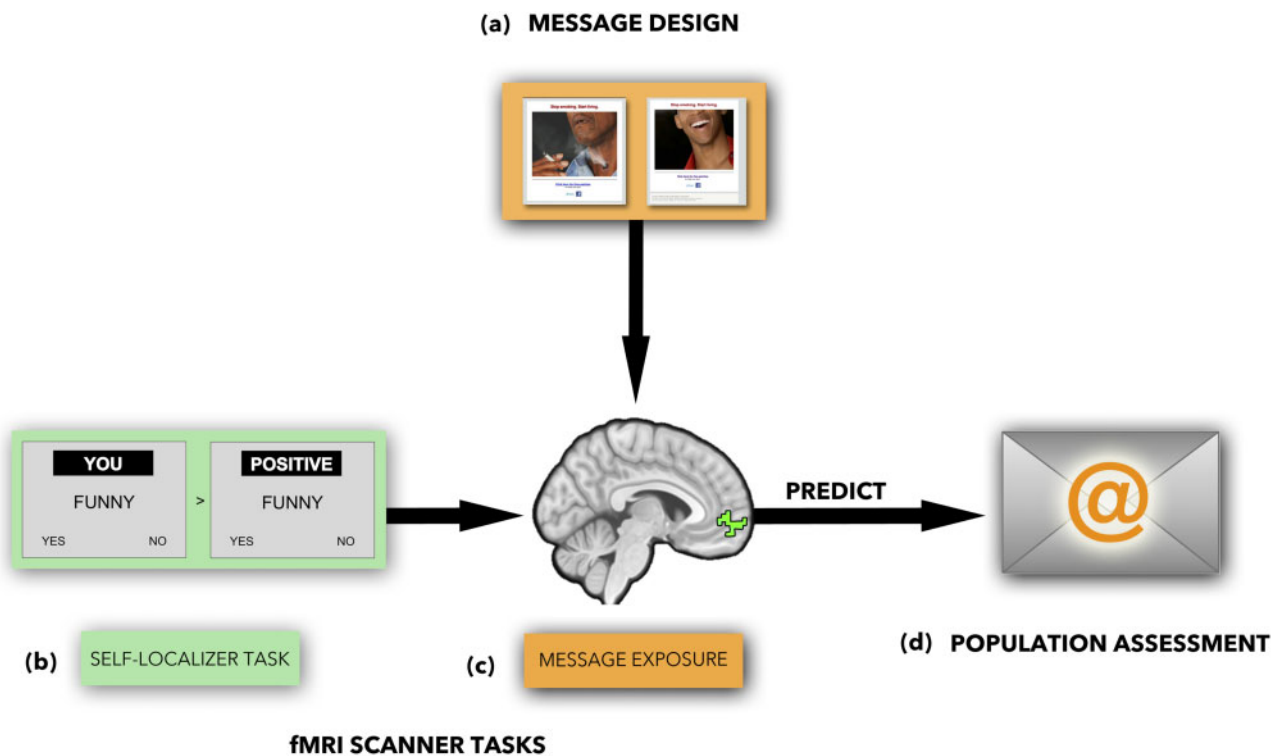 (a) MESSAGE DESIGN
Stop smoking. Start living.
Stop smoking. Start living.
YOU
FUNNY
YES NO
>
POSITIVE
FUNNY
YES NO
PREDICT
@
(b) SELF-LOCALIZER TASK
(c) MESSAGE EXPOSURE
(d) POPULATION ASSESSMENT
fMRI SCANNER TASKS